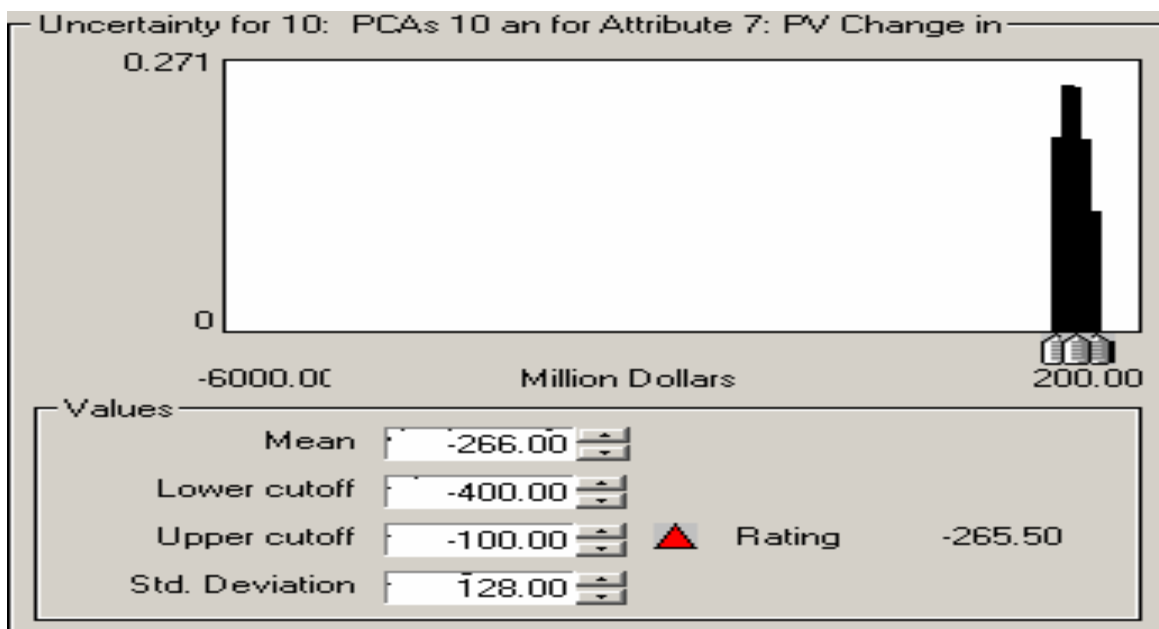 Uncertainty for 10: PCAs 10 an for Attribute 7: PV Change in
0.271
0
-6000.00 Million Dollars 200.00
Values
Mean -266.00
Lower cutoff -400.00
Upper cutoff -100.00 Rating -265.50
Std. Deviation 128.00